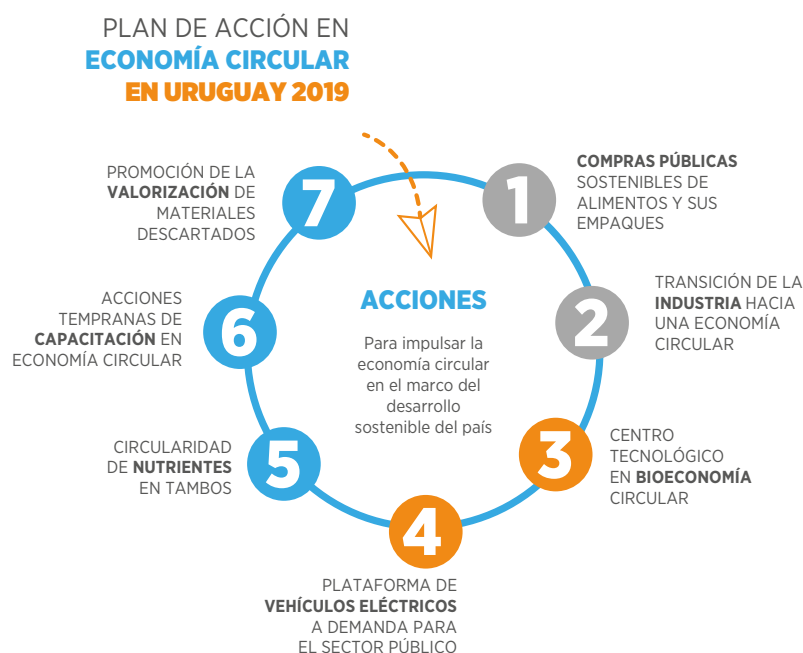 PLAN DE ACCIÓN EN
ECONOMÍA CIRCULAR
EN URUGUAY 2019
1
COMPRAS PÚBLICAS
SOSTENIBLES DE
ALIMENTOS Y SUS
EMPAQUES
2
TRANSICIÓN DE LA
INDUSTRIA HACIA
UNA ECONOMÍA
CIRCULAR
3
CENTRO
TECNOLÓGICO
EN BIOECONOMÍA
CIRCULAR
4
PLATAFORMA DE
VEHÍCULOS ELÉCTRICOS
A DEMANDA PARA
EL SECTOR PÚBLICO
5
CIRCULARIDAD
DE NUTRIENTES
EN TAMBOS
6
ACCIONES
TEMPRANAS DE
CAPACITACIÓN EN
ECONOMÍA CIRCULAR
7
PROMOCIÓN DE LA
VALORIZACIÓN DE
MATERIALES
DESCARTADOS
ACCIONES
Para impulsar la
economía circular
en el marco del
desarrollo
sostenible del país